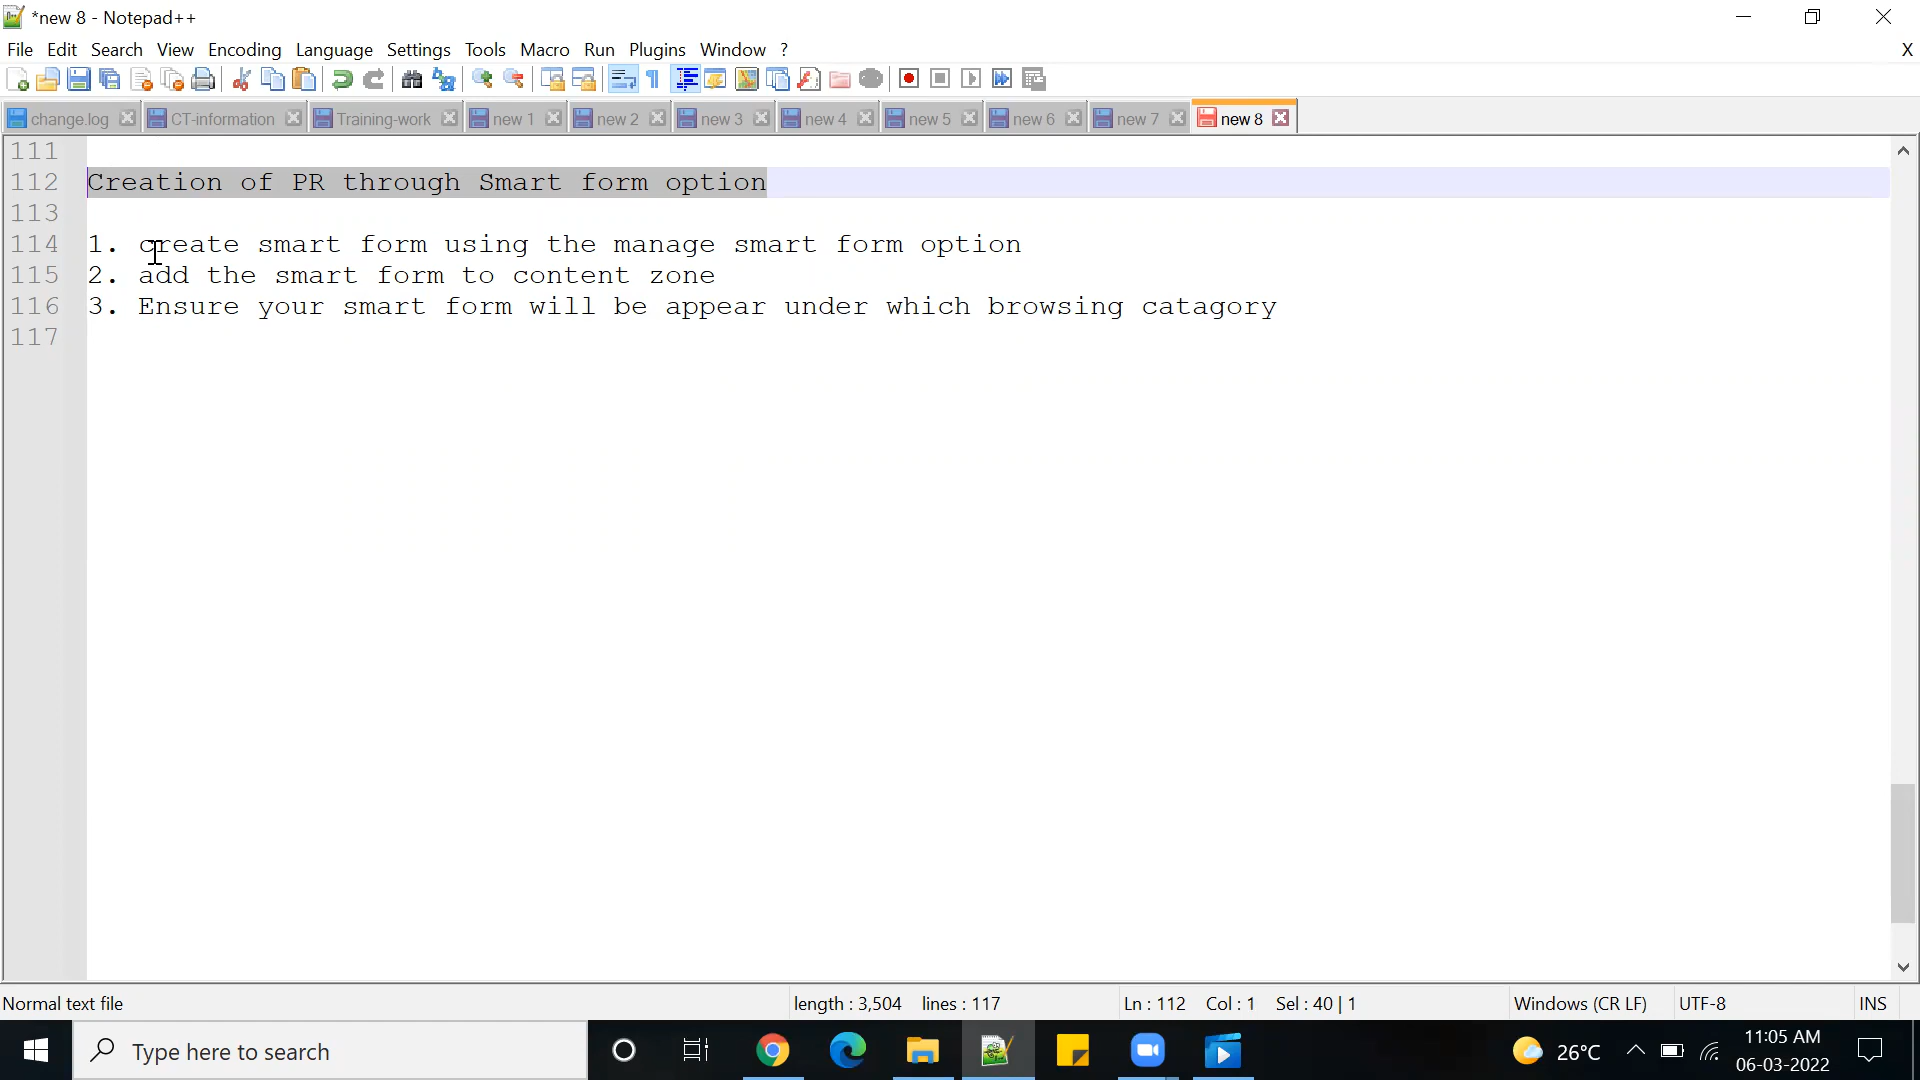 *new 8 - Notepad++
File Edit Search View Encoding Language Settings Tools Macro Run Plugins Window ? X
change.log CT-information Training-work new 1 new 2 new 3 new 4 new 5 new 6 new 7 new 8
111
112 Creation of PR through Smart form option
113
114 1. create smart form using the manage smart form option
115 2. add the smart form to content zone
116 3. Ensure your smart form will be appear under which browsing catagory
117
Normal text file length : 3,504 lines : 117 Ln : 112 Col : 1 Sel : 40 | 1 Windows (CR LF) UTF-8 INS
Type here to search 26°C 11:05 AM
06-03-2022